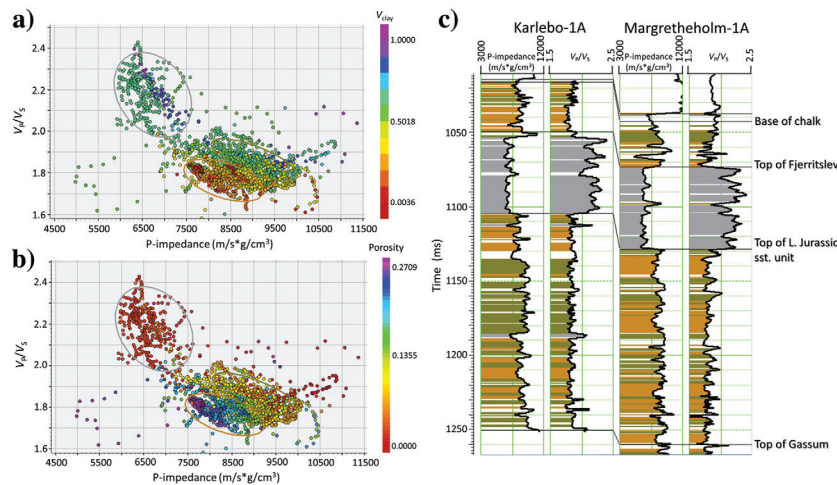 a)
V_clay
1.0000
0.5018
0.0036
2.4
2.2
2.0
1.8
1.6
V_P/V_S
4500 5500 6500 7500 8500 9500 10500 11500
P-impedance (m/s*g/cm³)
b)
Porosity
0.2709
0.1355
0.0000
2.4
2.2
2.0
1.8
1.6
V_P/V_S
4500 5500 6500 7500 8500 9500 10500 11500
P-impedance (m/s*g/cm³)
c)
Karlebo-1A Margretheholm-1A
P-impedance V_P/V_S P-impedance V_P/V_S
(m/s*g/cm³) (m/s*g/cm³)
3000 12000 1.5 2.5 3000 12000 1.5 2.5
Time (ms)
1050
1100
1150
1200
1250
Base of chalk
Top of Fjerritslev
Top of L. Jurassic
sst. unit
Top of Gassum